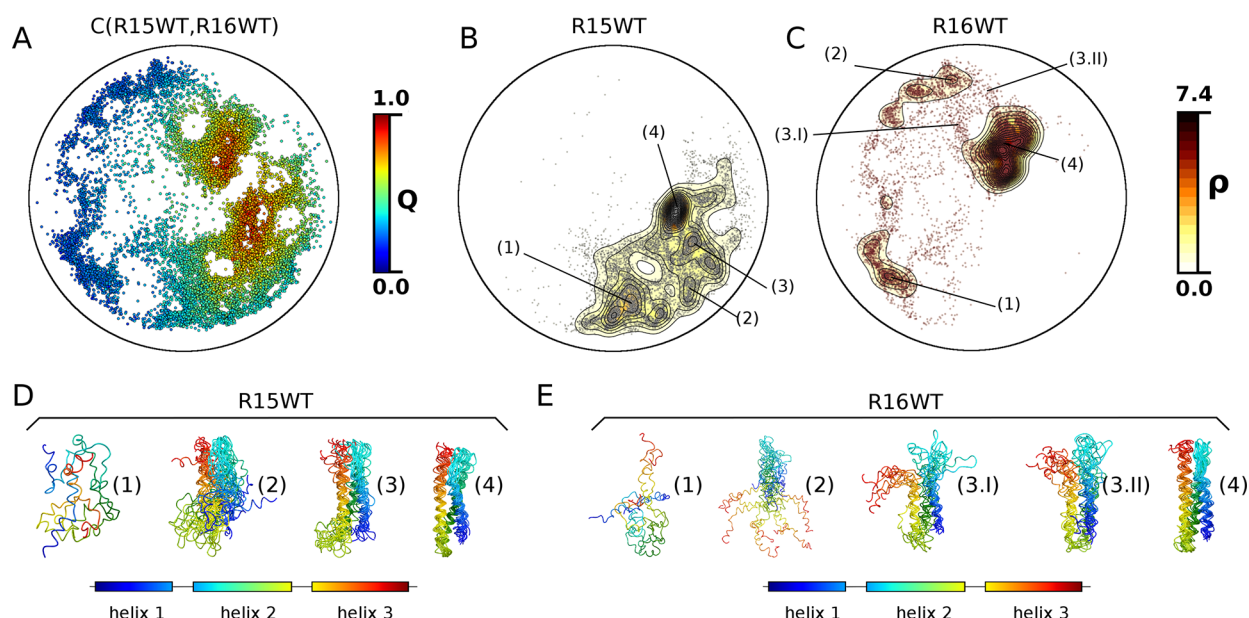 A
C(R15WT,R16WT)
1.0
Q
0.0
B
R15WT
(4)
(1)
(3)
(2)
C
R16WT
(2)
(3.II)
(3.I)
(4)
(1)
7.4
ρ
0.0
D
R15WT
(1)
(2)
(3)
(4)
helix 1
helix 2
helix 3
E
R16WT
(1)
(2)
(3.I)
(3.II)
(4)
helix 1
helix 2
helix 3